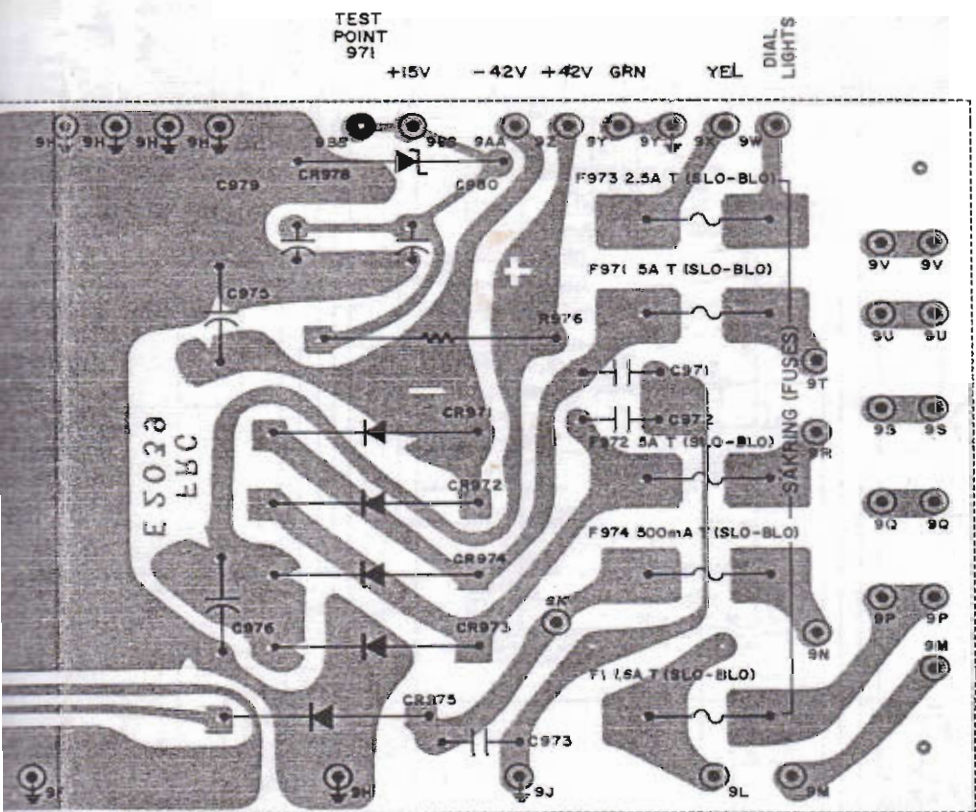 TEST
POINT
971
+15V
-42V
+42V
GRN
YEL
DIAL
LIGHTS
9H
9H
9H
9H
9BB
9BB
9AA
9Z
9Y
9Y
9X
9W
CR978
C979
C980
F973 2.5A T (SLO-BLO)
9V
9V
+
F971 5A T (SLO-BLO)
C975
R976
9U
9U
C971
9T
SÄKRING (FUSES)
CR971
C972
F972 5A T (SLO-BLO)
9S
9S
9R
E2039
FRG
CR972
9Q
9Q
F974 500mA T (SLO-BLO)
CR974
9K
9P
9P
C976
CR973
9N
9M
F1 1.6A T (SLO-BLO)
CR975
C973
9H
9J
9L
9M